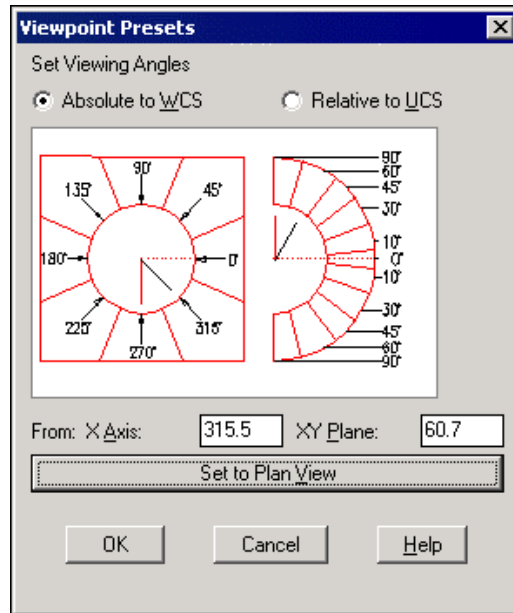 Viewpoint Presets
Set Viewing Angles
Absolute to WCS Relative to UCS
90°
135° 45°
180° 0°
225° 315°
270°
90°
60°
45°
30°
10°
0°
10°
30°
45°
60°
90°
From: X Axis: 315.5 XY Plane: 60.7
Set to Plan View
OK Cancel Help